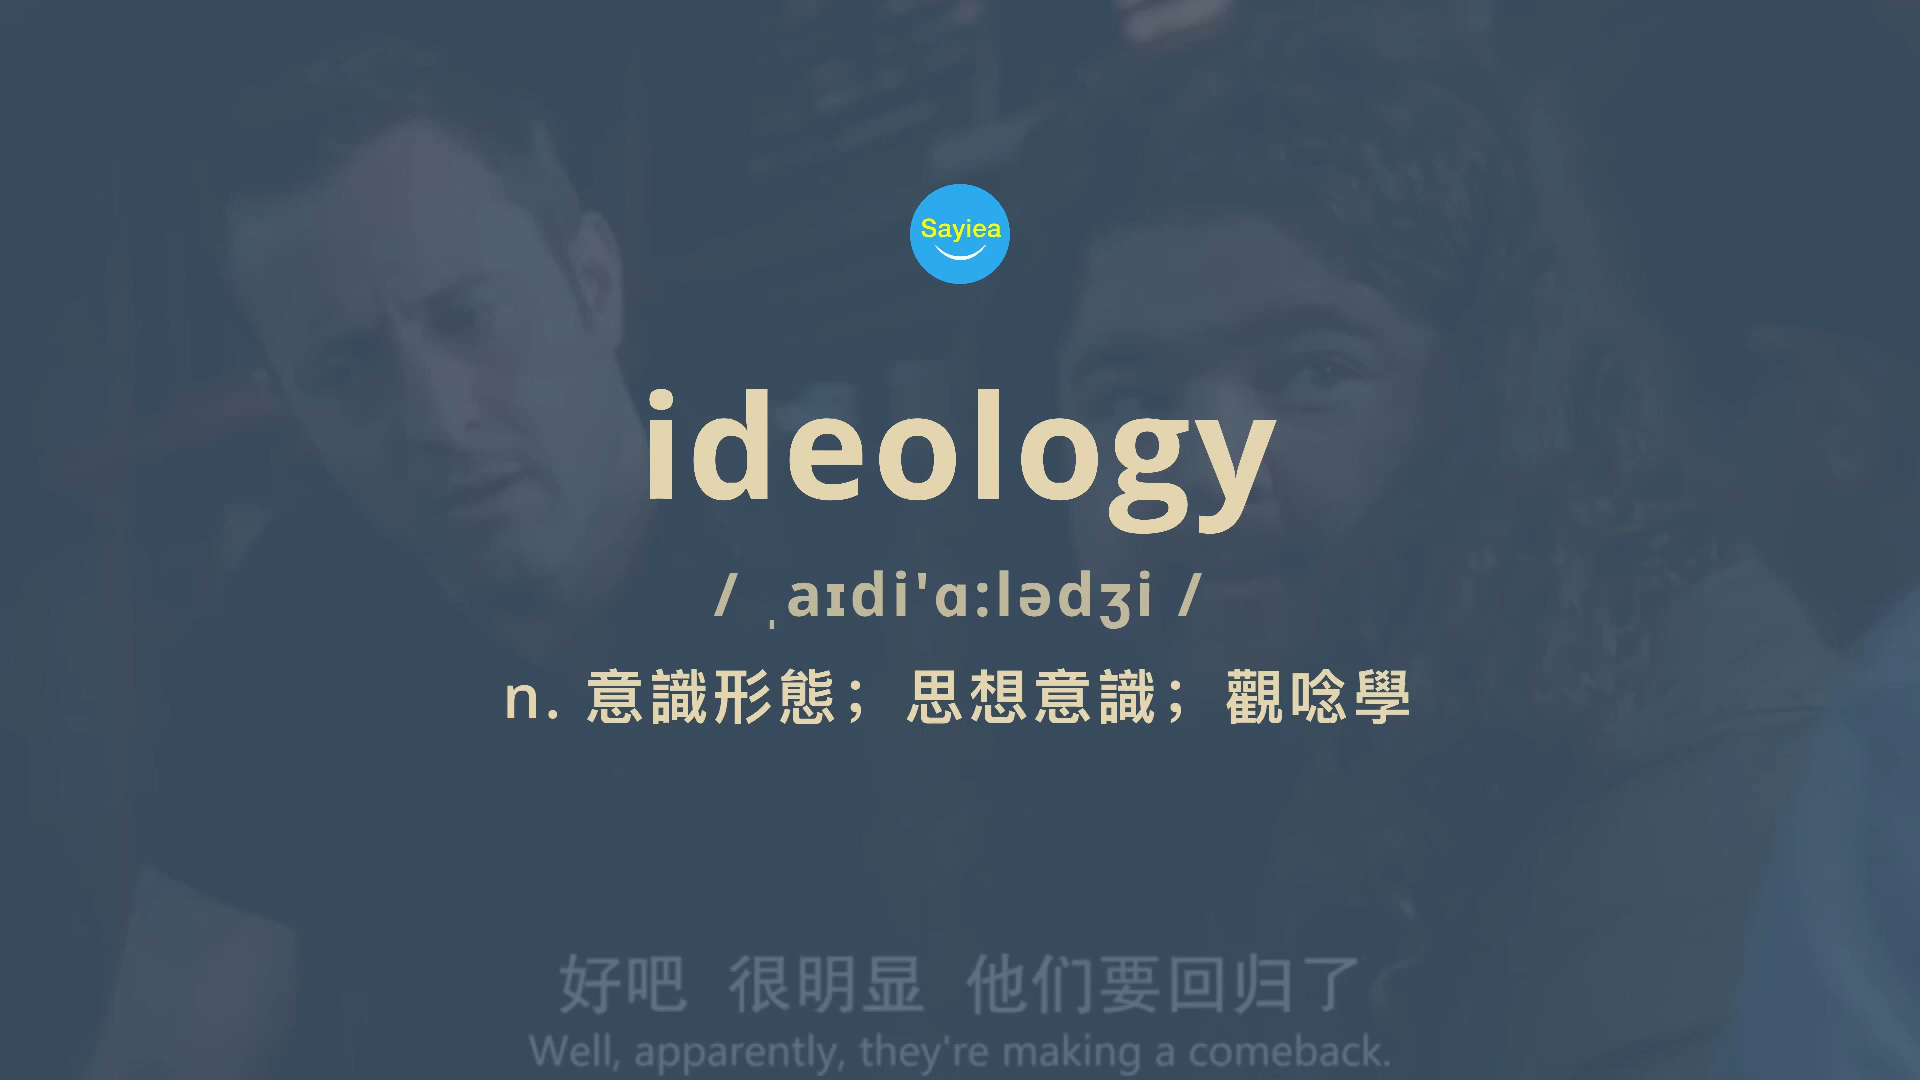 Sayiea
ideology
/ ˌaɪdi'ɑ:lədʒi /
n. 意識形態；思想意識；觀唸學
好吧 很明显 他们要回归了
Well, apparently, they're making a comeback.